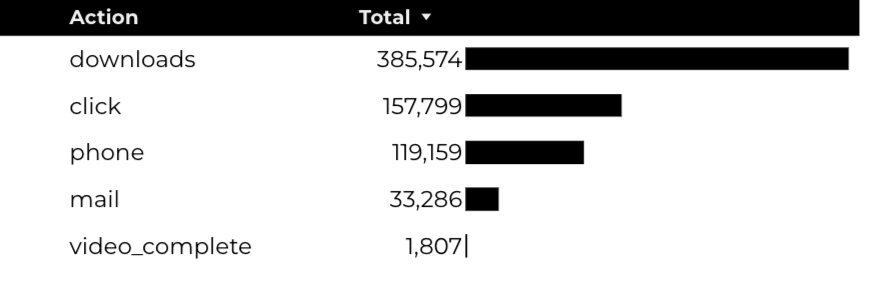 Action Total ▼
downloads 385,574
click 157,799
phone 119,159
mail 33,286
video_complete 1,807